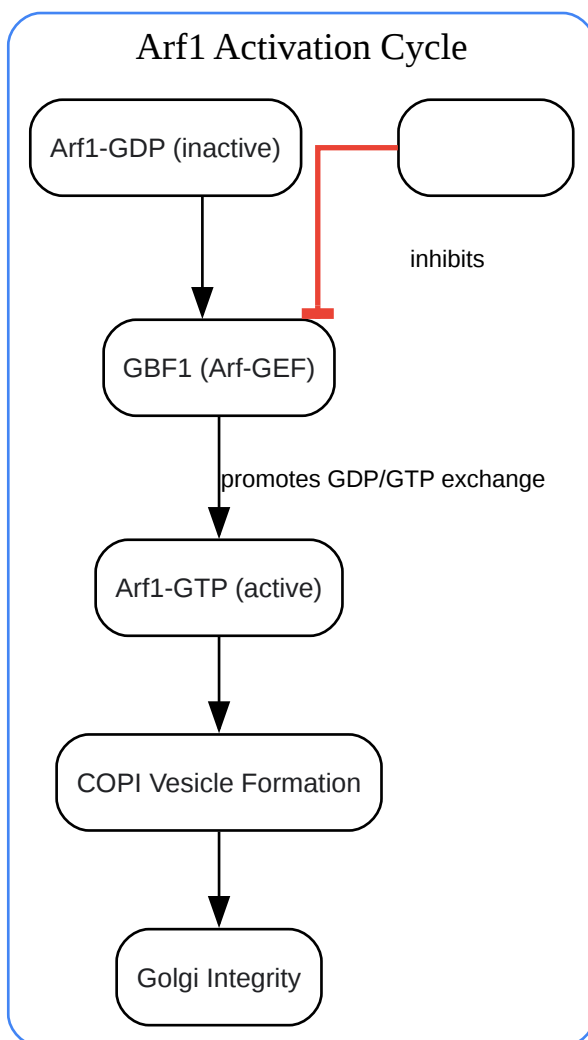 Arf1 Activation Cycle
Arf1-GDP (inactive)
inhibits
GBF1 (Arf-GEF)
promotes GDP/GTP exchange
Arf1-GTP (active)
COPI Vesicle Formation
Golgi Integrity